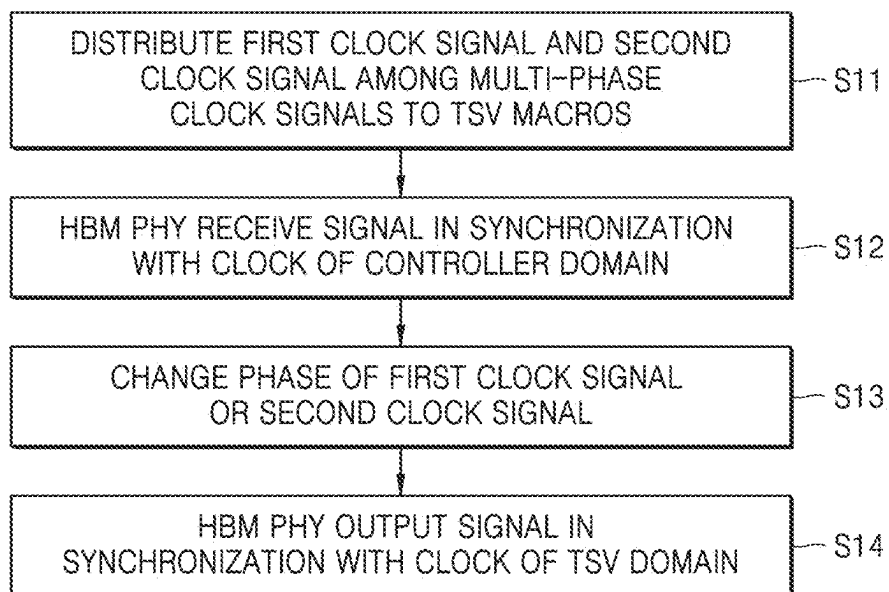 DISTRIBUTE FIRST CLOCK SIGNAL AND SECOND
CLOCK SIGNAL AMONG MULTI-PHASE
CLOCK SIGNALS TO TSV MACROS
S11
HBM PHY RECEIVE SIGNAL IN SYNCHRONIZATION
WITH CLOCK OF CONTROLLER DOMAIN
S12
CHANGE PHASE OF FIRST CLOCK SIGNAL
OR SECOND CLOCK SIGNAL
S13
HBM PHY OUTPUT SIGNAL IN
SYNCHRONIZATION WITH CLOCK OF TSV DOMAIN
S14